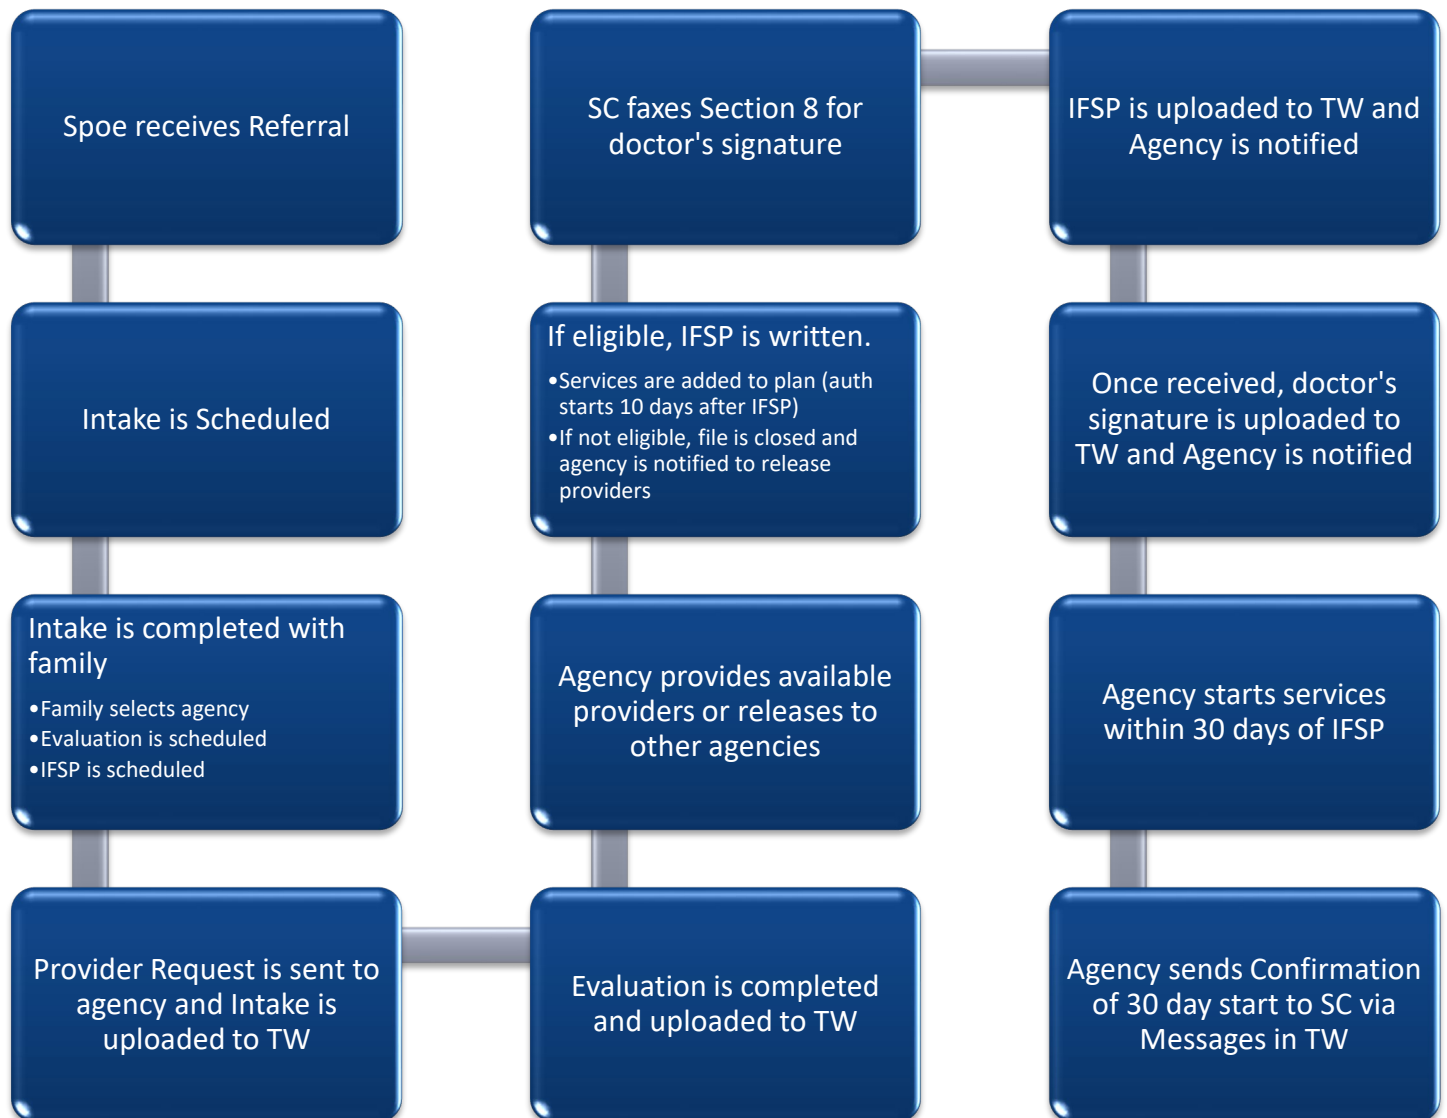 Spoe receives Referral
Intake is Scheduled
Intake is completed with
family
•Family selects agency
•Evaluation is scheduled
•IFSP is scheduled
Provider Request is sent to
agency and Intake is
uploaded to TW
Evaluation is completed
and uploaded to TW
Agency provides available
providers or releases to
other agencies
If eligible, IFSP is written.
•Services are added to plan (auth
starts 10 days after IFSP)
•If not eligible, file is closed and
agency is notified to release
providers
SC faxes Section 8 for
doctor's signature
IFSP is uploaded to TW and
Agency is notified
Once received, doctor's
signature is uploaded to
TW and Agency is notified
Agency starts services
within 30 days of IFSP
Agency sends Confirmation
of 30 day start to SC via
Messages in TW